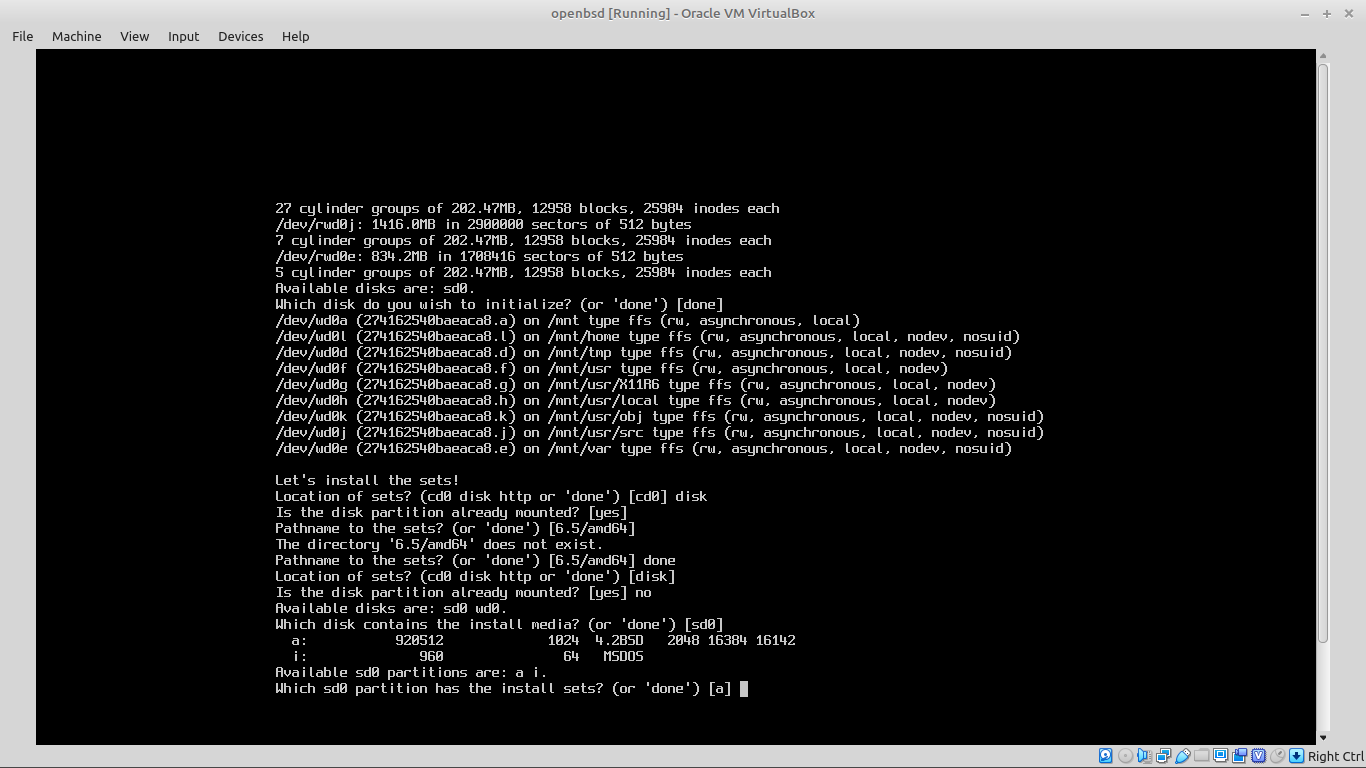 openbsd [Running] - Oracle VM VirtualBox
File Machine View Input Devices Help
27 cylinder groups of 202.47MB, 12958 blocks, 25984 inodes each
/dev/rwd0j: 1416.0MB in 2900000 sectors of 512 bytes
7 cylinder groups of 202.47MB, 12958 blocks, 25984 inodes each
/dev/rwd0e: 834.2MB in 1708416 sectors of 512 bytes
5 cylinder groups of 202.47MB, 12958 blocks, 25984 inodes each
Available disks are: sd0.
Which disk do you wish to initialize? (or 'done') [done]
/dev/wd0a (274162540baeaca8.a) on /mnt type ffs (rw, asynchronous, local)
/dev/wd0l (274162540baeaca8.l) on /mnt/home type ffs (rw, asynchronous, local, nodev, nosuid)
/dev/wd0d (274162540baeaca8.d) on /mnt/tmp type ffs (rw, asynchronous, local, nodev, nosuid)
/dev/wd0f (274162540baeaca8.f) on /mnt/usr type ffs (rw, asynchronous, local, nodev)
/dev/wd0g (274162540baeaca8.g) on /mnt/usr/X11R6 type ffs (rw, asynchronous, local, nodev)
/dev/wd0h (274162540baeaca8.h) on /mnt/usr/local type ffs (rw, asynchronous, local, nodev)
/dev/wd0k (274162540baeaca8.k) on /mnt/usr/obj type ffs (rw, asynchronous, local, nodev, nosuid)
/dev/wd0j (274162540baeaca8.j) on /mnt/usr/src type ffs (rw, asynchronous, local, nodev, nosuid)
/dev/wd0e (274162540baeaca8.e) on /mnt/var type ffs (rw, asynchronous, local, nodev, nosuid)
Let's install the sets!
Location of sets? (cd0 disk http or 'done') [cd0] disk
Is the disk partition already mounted? [yes]
Pathname to the sets? (or 'done') [6.5/amd64]
The directory '6.5/amd64' does not exist.
Pathname to the sets? (or 'done') [6.5/amd64] done
Location of sets? (cd0 disk http or 'done') [disk]
Is the disk partition already mounted? [yes] no
Available disks are: sd0 wd0.
Which disk contains the install media? (or 'done') [sd0]
a: 920512 1024 4.2BSD 2048 16384 16142
i: 960 64 MSDOS
Available sd0 partitions are: a i.
Which sd0 partition has the install sets? (or 'done') [a]
Right Ctrl